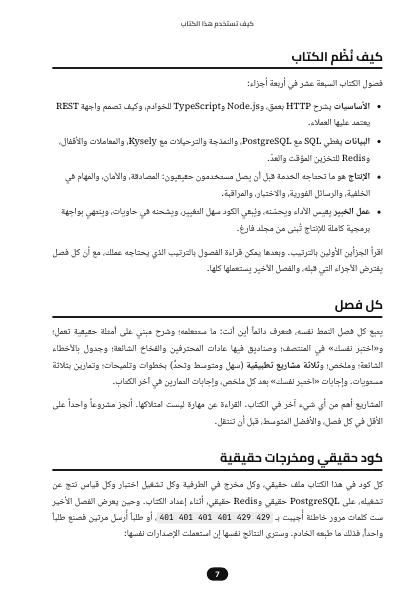 كيف تستخدم هذا الكتاب
كيف نُظِّم الكتاب
فصول الكتاب السبعة عشر في أربعة أجزاء:
• الأساسيات يشرح HTTP بعمق، وNode.js وTypeScript للخوادم، وكيف تصمم واجهة REST
يعتمد عليها العملاء.
• البيانات يغطي SQL مع PostgreSQL، والنمذجة والترحيلات مع Kysely، والمعاملات والأقفال،
وRedis للتخزين المؤقت والعدّ.
• الإنتاج هو ما تحتاجه الخدمة قبل أن يصل مستخدمون حقيقيون: المصادقة، والأمان، والمهام في
الخلفية، والرسائل الفورية، والاختبار، والمراقبة.
• عمل الخبير يقيس الأداء ويحسّنه، ويُبقي الكود سهل التغيير، ويشحنه في حاويات، وينتهي بواجهة
برمجية كاملة للإنتاج تُبنى من مجلد فارغ.
اقرأ الجزأين الأولين بالترتيب. وبعدها يمكن قراءة الفصول بالترتيب الذي يحتاجه عملك، مع أن كل فصل
يفترض الأجزاء التي قبله، والفصل الأخير يستعملها كلها.
كل فصل
يتبع كل فصل النمط نفسه، فتعرف دائماً أين أنت: ما ستتعلمه؛ وشرح مبني على أمثلة حقيقية تعمل؛
و«اختبر نفسك» في المنتصف؛ وصناديق فيها عادات المحترفين والفخاخ الشائعة؛ وجدول بالأخطاء
الشائعة؛ وملخص؛ وثلاثة مشاريع تطبيقية (سهل ومتوسط وتحدٍّ) بخطوات وتلميحات؛ وتمارين بثلاثة
مستويات. وإجابات «اختبر نفسك» بعد كل ملخص، وإجابات التمارين في آخر الكتاب.
المشاريع أهم من أي شيء آخر في الكتاب. القراءة عن مهارة ليست امتلاكها. أنجز مشروعاً واحداً على
الأقل في كل فصل، والأفضل المتوسط، قبل أن تنتقل.
كود حقيقي ومخرجات حقيقية
كل كود في هذا الكتاب ملف حقيقي، وكل مخرج في الطرفية وكل تشغيل اختبار وكل قياس نتج عن
تشغيله، على PostgreSQL حقيقي وRedis حقيقي، أثناء إعداد الكتاب. وحين يعرض الفصل الأخير
ست كلمات مرور خاطئة أُجيبت بـ 401 401 401 401 429 429، أو طلباً أُرسل مرتين فصنع طلباً
واحداً، فذلك ما طبعه الخادم. وسترى النتائج نفسها إن استعملت الإصدارات نفسها:
7